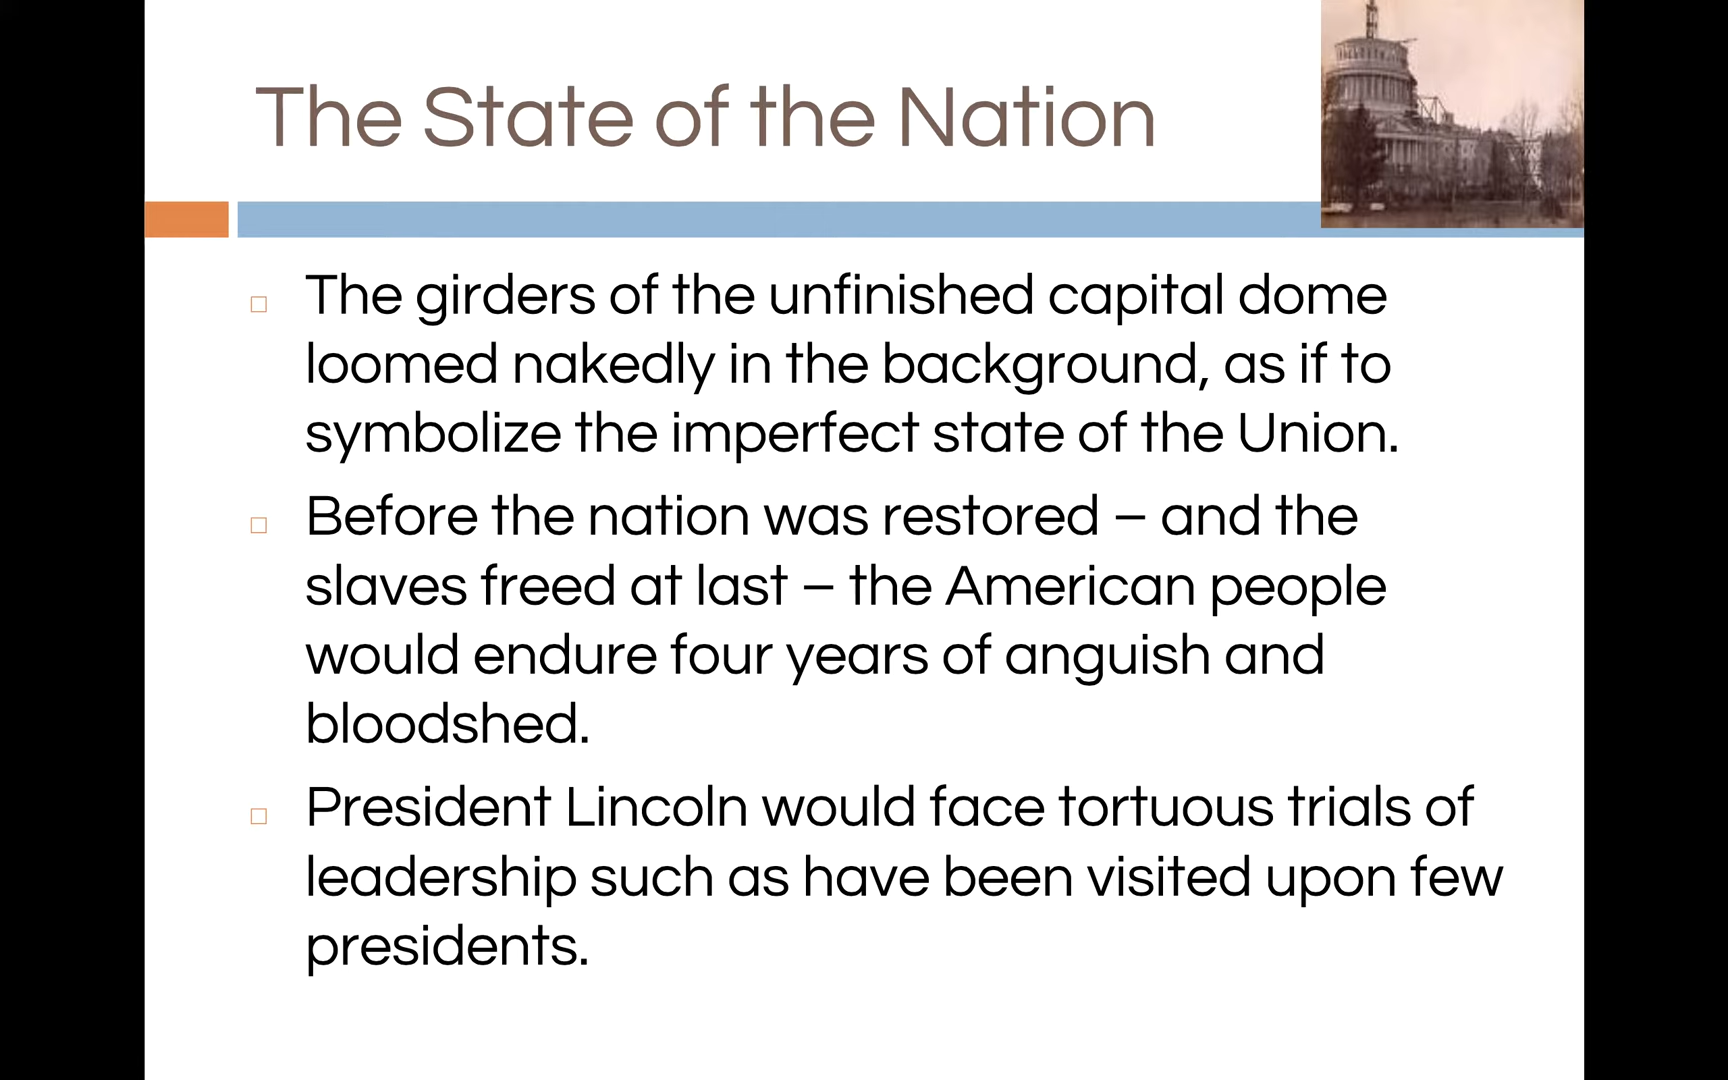 The State of the Nation
The girders of the unfinished capital dome
loomed nakedly in the background, as if to
symbolize the imperfect state of the Union.
Before the nation was restored – and the
slaves freed at last – the American people
would endure four years of anguish and
bloodshed.
President Lincoln would face tortuous trials of
leadership such as have been visited upon few
presidents.